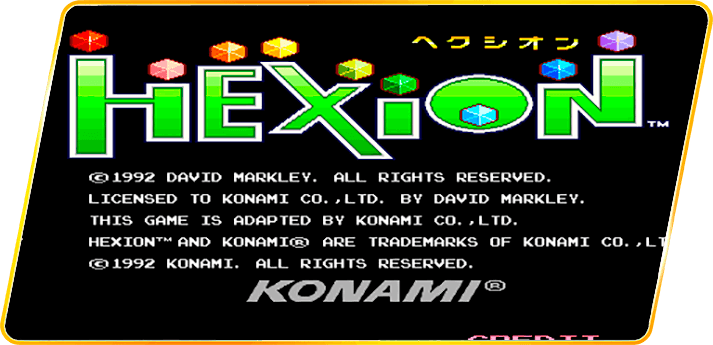 ヘクシオン
HEXION™
©1992 DAVID MARKLEY. ALL RIGHTS RESERVED.
LICENSED TO KONAMI CO.,LTD. BY DAVID MARKLEY.
THIS GAME IS ADAPTED BY KONAMI CO.,LTD.
HEXION™ AND KONAMI® ARE TRADEMARKS OF KONAMI CO.,LT
©1992 KONAMI. ALL RIGHTS RESERVED.
KONAMI®
CREDIT